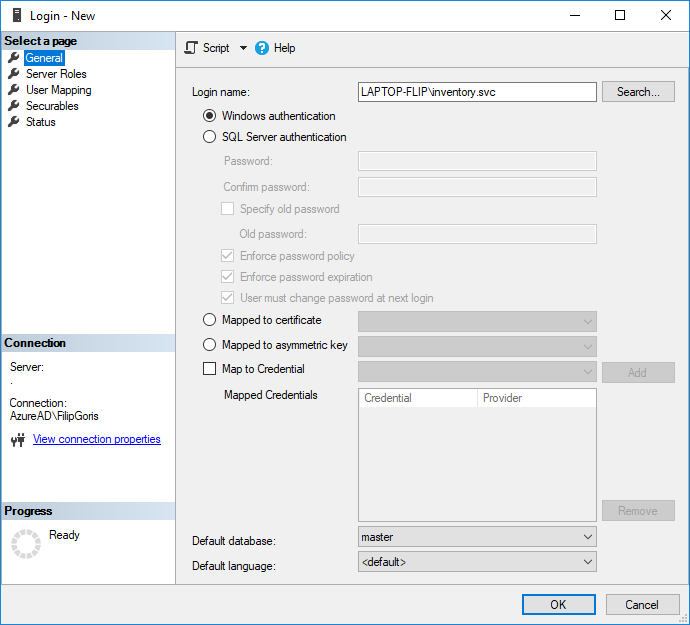 Login - New
Select a page
General
Server Roles
User Mapping
Securables
Status
Connection
Server:
.
Connection:
AzureAD\FilipGoris
View connection properties
Progress
Ready
Script Help
Login name: LAPTOP-FLIP\inventory.svc Search...
Windows authentication
SQL Server authentication
Password:
Confirm password:
Specify old password
Old password:
Enforce password policy
Enforce password expiration
User must change password at next login
Mapped to certificate
Mapped to asymmetric key
Map to Credential Add
Mapped Credentials Credential Provider
Remove
Default database: master
Default language: <default>
OK Cancel